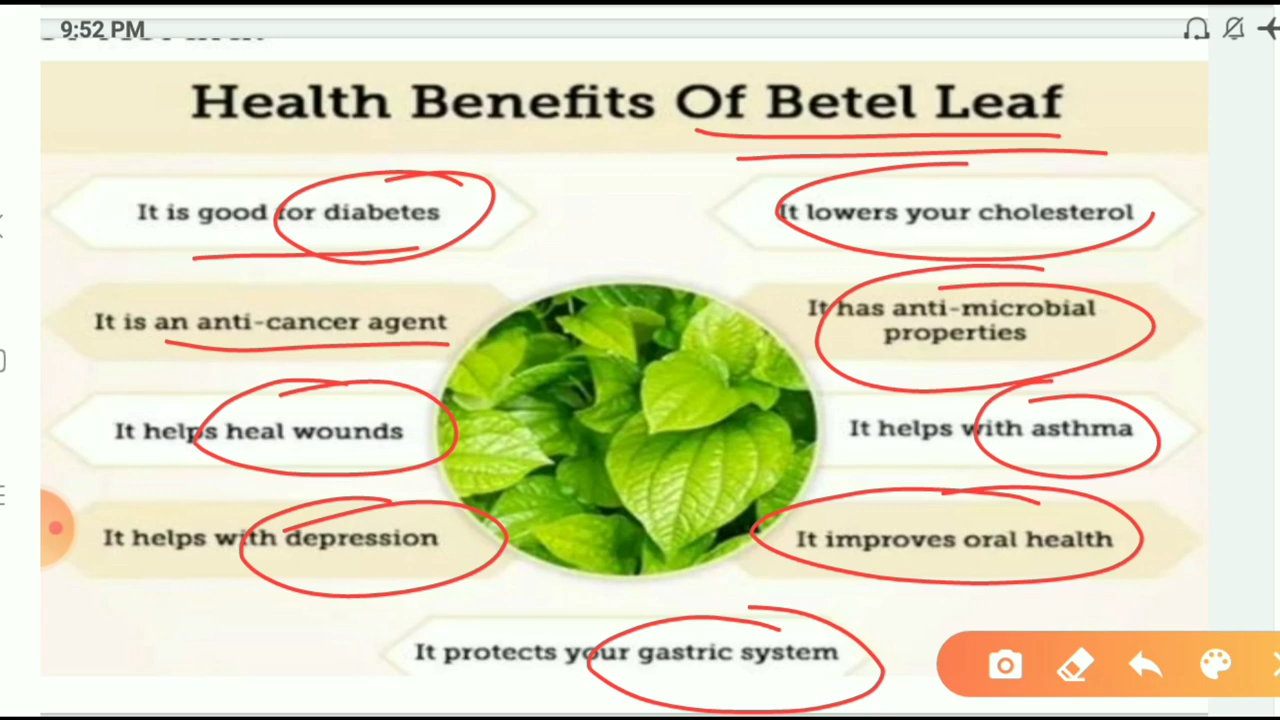 9:52 PM
Health Benefits Of Betel Leaf
It is good for diabetes
It lowers your cholesterol
It is an anti-cancer agent
It has anti-microbial
properties
It helps heal wounds
It helps with asthma
It helps with depression
It improves oral health
It protects your gastric system